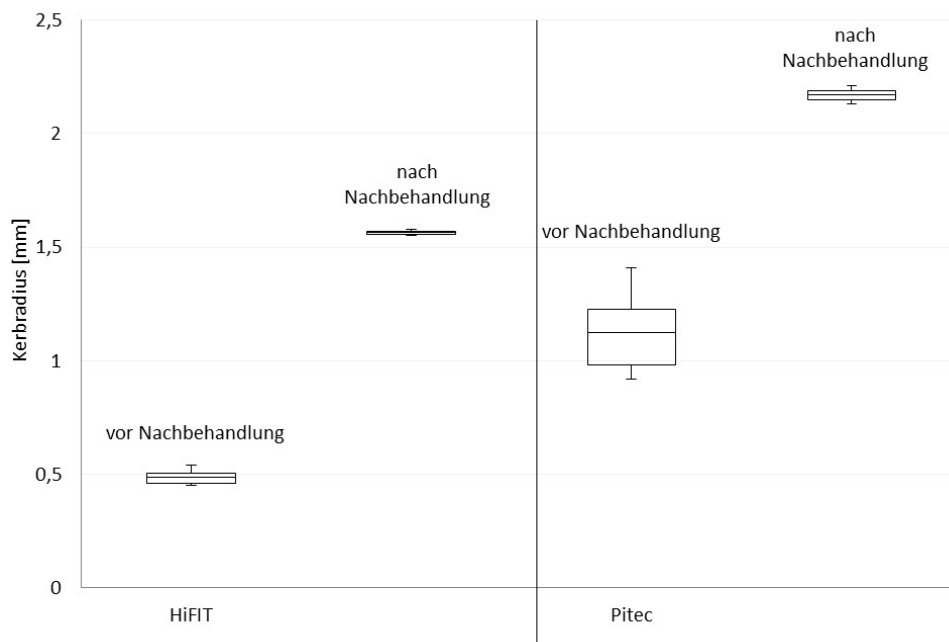 2,5
2
1,5
1
0,5
0
Kerbradius [mm]
vor Nachbehandlung
nach
Nachbehandlung
vor Nachbehandlung
nach
Nachbehandlung
HiFIT
Pitec